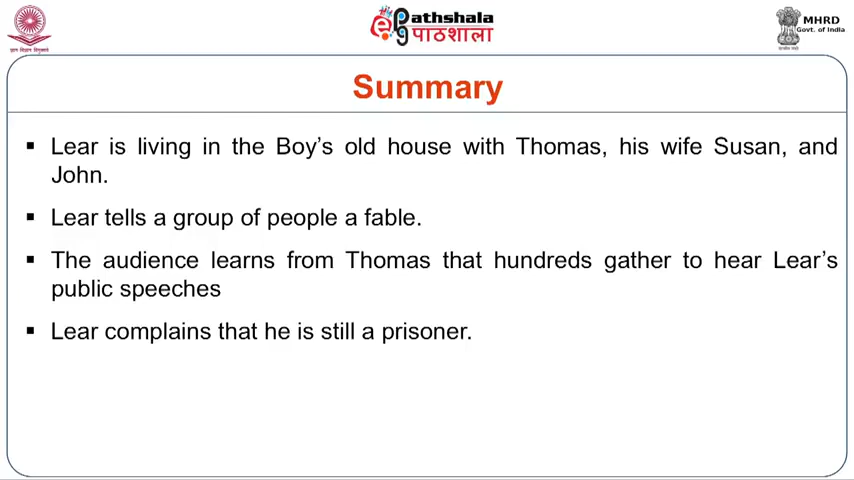 Pathshala
पाठशाला
MHRD
Govt. of India
Summary
▪ Lear is living in the Boy's old house with Thomas, his wife Susan, and
John.
▪ Lear tells a group of people a fable.
▪ The audience learns from Thomas that hundreds gather to hear Lear's
public speeches
▪ Lear complains that he is still a prisoner.